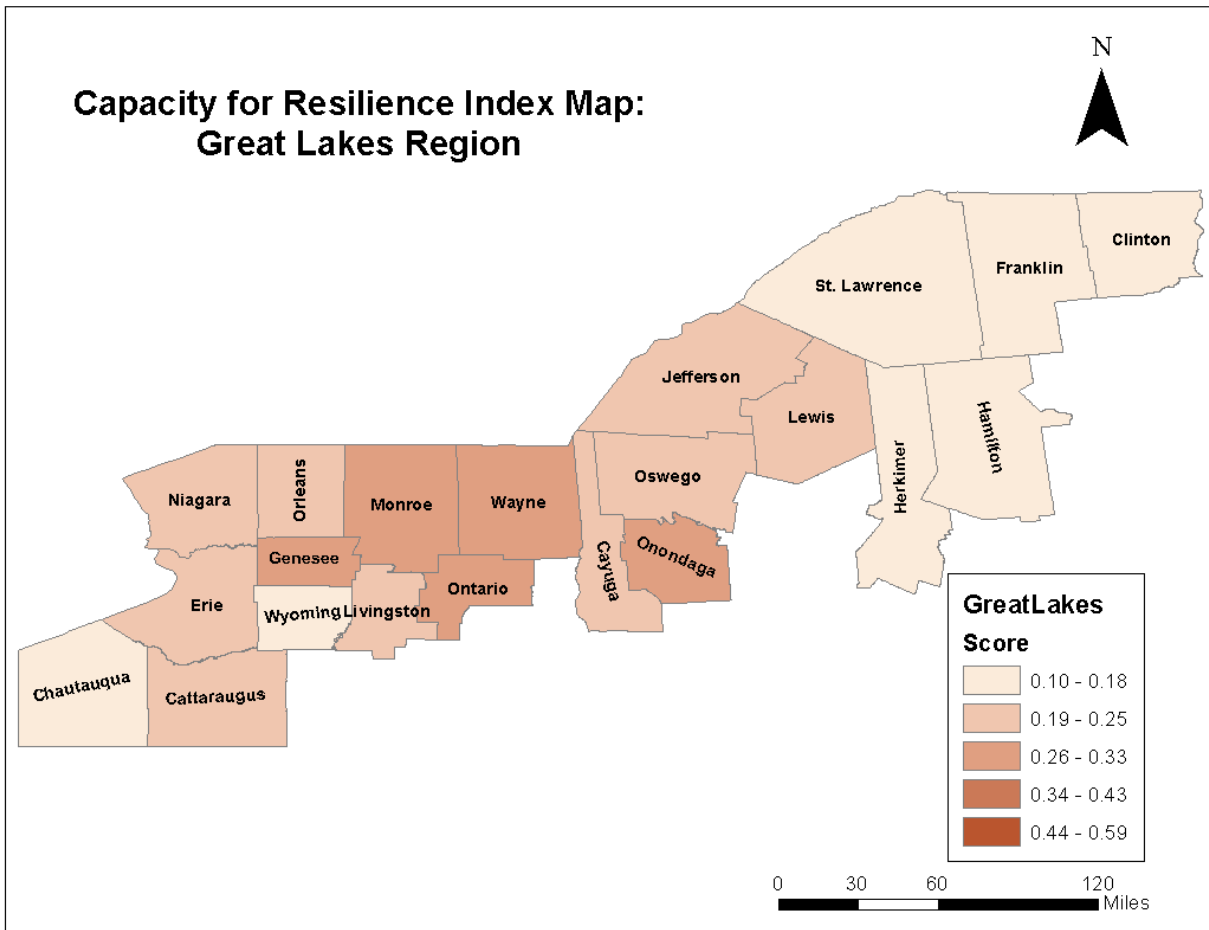 Capacity for Resilience Index Map:
Great Lakes Region
N
Clinton
Franklin
St. Lawrence
Jefferson
Lewis
Hamilton
Herkimer
Oswego
Orleans
Niagara
Monroe
Wayne
Onondaga
Cayuga
Genesee
Ontario
Erie
Wyoming
Livingston
Chautauqua
Cattaraugus
GreatLakes
Score
0.10 - 0.18
0.19 - 0.25
0.26 - 0.33
0.34 - 0.43
0.44 - 0.59
0 30 60 120
Miles